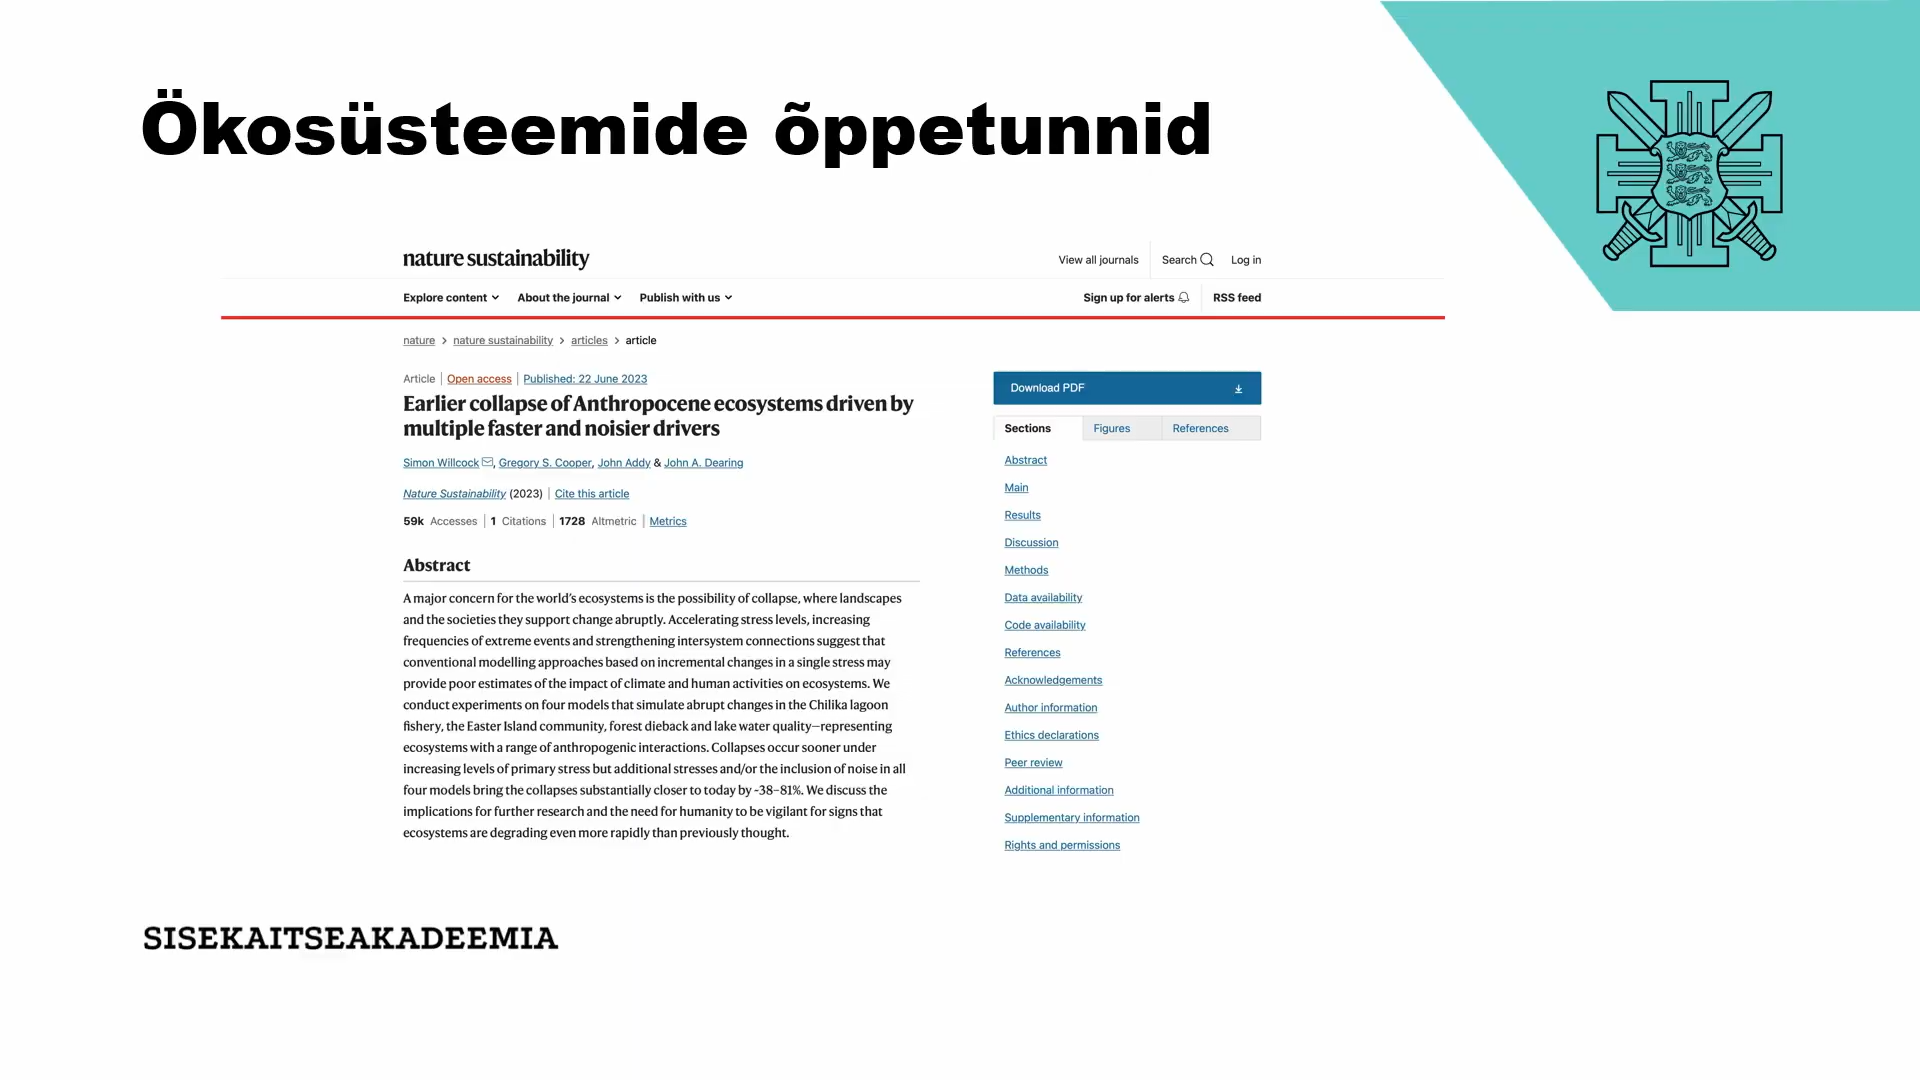 Ökosüsteemide õppetunnid
nature sustainability
View all journals
Search
Log in
Explore content
About the journal
Publish with us
Sign up for alerts
RSS feed
nature > nature sustainability > articles > article
Article | Open access | Published: 22 June 2023
Earlier collapse of Anthropocene ecosystems driven by
multiple faster and noisier drivers
Simon Willcock, Gregory S. Cooper, John Addy & John A. Dearing
Nature Sustainability (2023) | Cite this article
59k Accesses | 1 Citations | 1728 Altmetric | Metrics
Abstract
A major concern for the world's ecosystems is the possibility of collapse, where landscapes
and the societies they support change abruptly. Accelerating stress levels, increasing
frequencies of extreme events and strengthening intersystem connections suggest that
conventional modelling approaches based on incremental changes in a single stress may
provide poor estimates of the impact of climate and human activities on ecosystems. We
conduct experiments on four models that simulate abrupt changes in the Chilika lagoon
fishery, the Easter Island community, forest dieback and lake water quality—representing
ecosystems with a range of anthropogenic interactions. Collapses occur sooner under
increasing levels of primary stress but additional stresses and/or the inclusion of noise in all
four models bring the collapses substantially closer to today by ~38–81%. We discuss the
implications for further research and the need for humanity to be vigilant for signs that
ecosystems are degrading even more rapidly than previously thought.
Download PDF
Sections
Figures
References
Abstract
Main
Results
Discussion
Methods
Data availability
Code availability
References
Acknowledgements
Author information
Ethics declarations
Peer review
Additional information
Supplementary information
Rights and permissions
SISEKAITSEAKADEEMIA